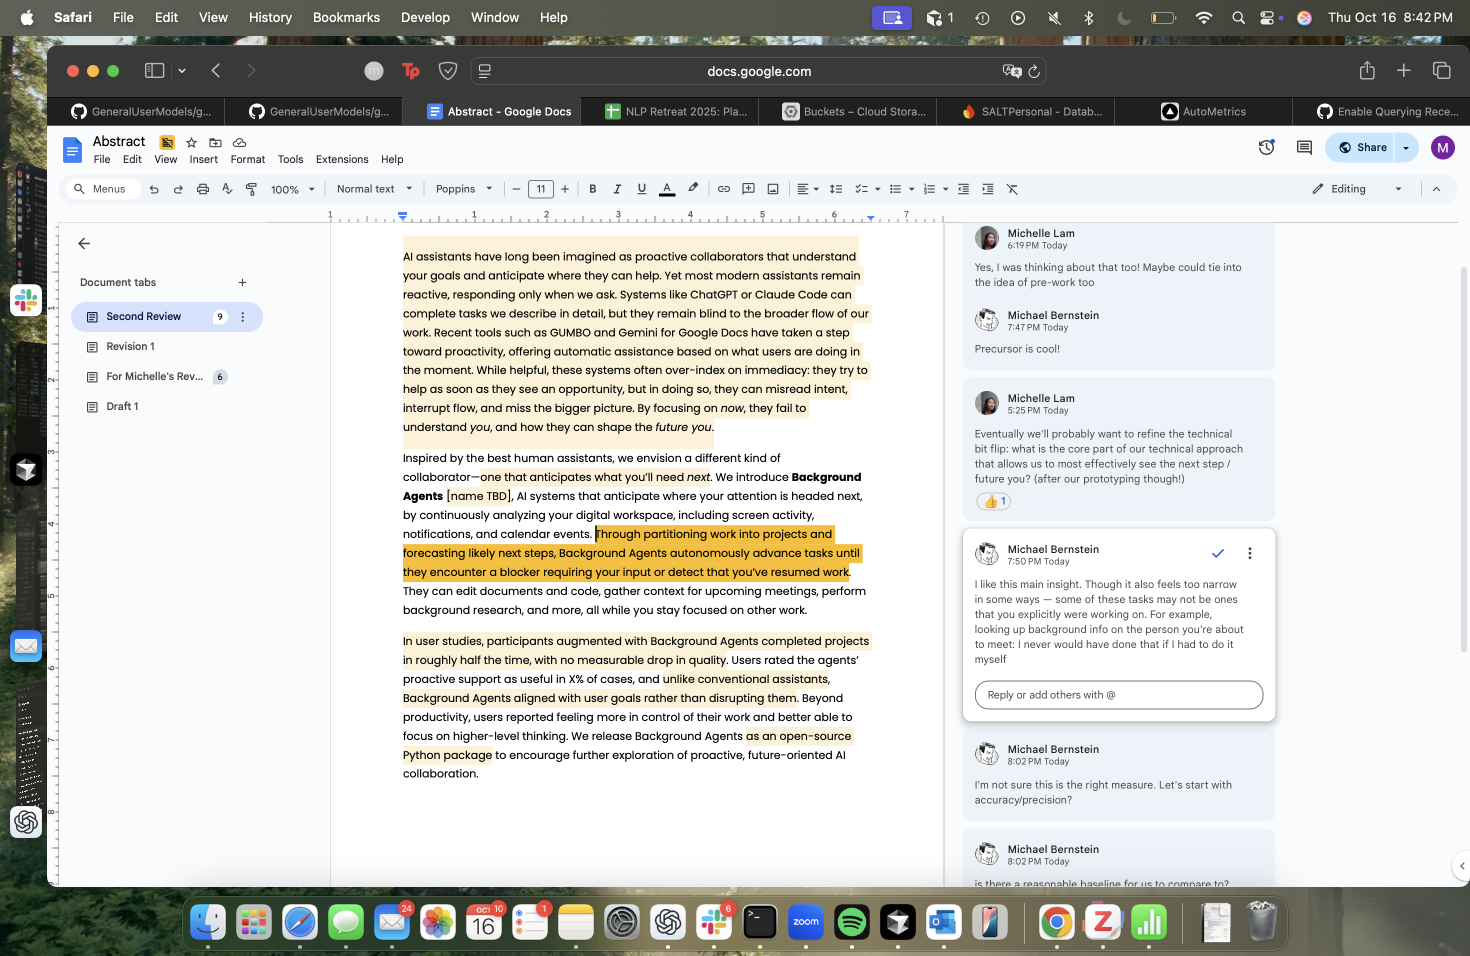 Safari File Edit View History Bookmarks Develop Window Help 1 Thu Oct 16 8:42 PM
m Tp docs.google.com
GeneralUserModels/g... GeneralUserModels/g... Abstract - Google Docs NLP Retreat 2025: Pla... Buckets – Cloud Stora... SALTPersonal - Datab... AutoMetrics Enable Querying Rece...
Abstract
File Edit View Insert Format Tools Extensions Help
Share M
Menus 100% Normal text Poppins 11 B I U A Editing
1 1 2 3 4 5 6 7
Document tabs
Second Review 9
Revision 1
For Michelle's Rev... 6
Draft 1
1
2
3
4
5
6
7
8
AI assistants have long been imagined as proactive collaborators that understand
your goals and anticipate where they can help. Yet most modern assistants remain
reactive, responding only when we ask. Systems like ChatGPT or Claude Code can
complete tasks we describe in detail, but they remain blind to the broader flow of our
work. Recent tools such as GUMBO and Gemini for Google Docs have taken a step
toward proactivity, offering automatic assistance based on what users are doing in
the moment. While helpful, these systems often over-index on immediacy: they try to
help as soon as they see an opportunity, but in doing so, they can misread intent,
interrupt flow, and miss the bigger picture. By focusing on now, they fail to
understand you, and how they can shape the future you.
Inspired by the best human assistants, we envision a different kind of
collaborator—one that anticipates what you'll need next. We introduce Background
Agents [name TBD], AI systems that anticipate where your attention is headed next,
by continuously analyzing your digital workspace, including screen activity,
notifications, and calendar events. Through partitioning work into projects and
forecasting likely next steps, Background Agents autonomously advance tasks until
they encounter a blocker requiring your input or detect that you've resumed work.
They can edit documents and code, gather context for upcoming meetings, perform
background research, and more, all while you stay focused on other work.
In user studies, participants augmented with Background Agents completed projects
in roughly half the time, with no measurable drop in quality. Users rated the agents'
proactive support as useful in X% of cases, and unlike conventional assistants,
Background Agents aligned with user goals rather than disrupting them. Beyond
productivity, users reported feeling more in control of their work and better able to
focus on higher-level thinking. We release Background Agents as an open-source
Python package to encourage further exploration of proactive, future-oriented AI
collaboration.
Michelle Lam
6:19 PM Today
Yes, I was thinking about that too! Maybe could tie into
the idea of pre-work too
Michael Bernstein
7:47 PM Today
Precursor is cool!
Michelle Lam
5:25 PM Today
Eventually we'll probably want to refine the technical
bit flip: what is the core part of our technical approach
that allows us to most effectively see the next step /
future you? (after our prototyping though!)
👍 1
Michael Bernstein
7:50 PM Today
I like this main insight. Though it also feels too narrow
in some ways — some of these tasks may not be ones
that you explicitly were working on. For example,
looking up background info on the person you're about
to meet: I never would have done that if I had to do it
myself
Reply or add others with @
Michael Bernstein
8:02 PM Today
I'm not sure this is the right measure. Let's start with
accuracy/precision?
Michael Bernstein
8:02 PM Today
is there a reasonable baseline for us to compare to?
24 OCT 10 16 1 6 zoom Z